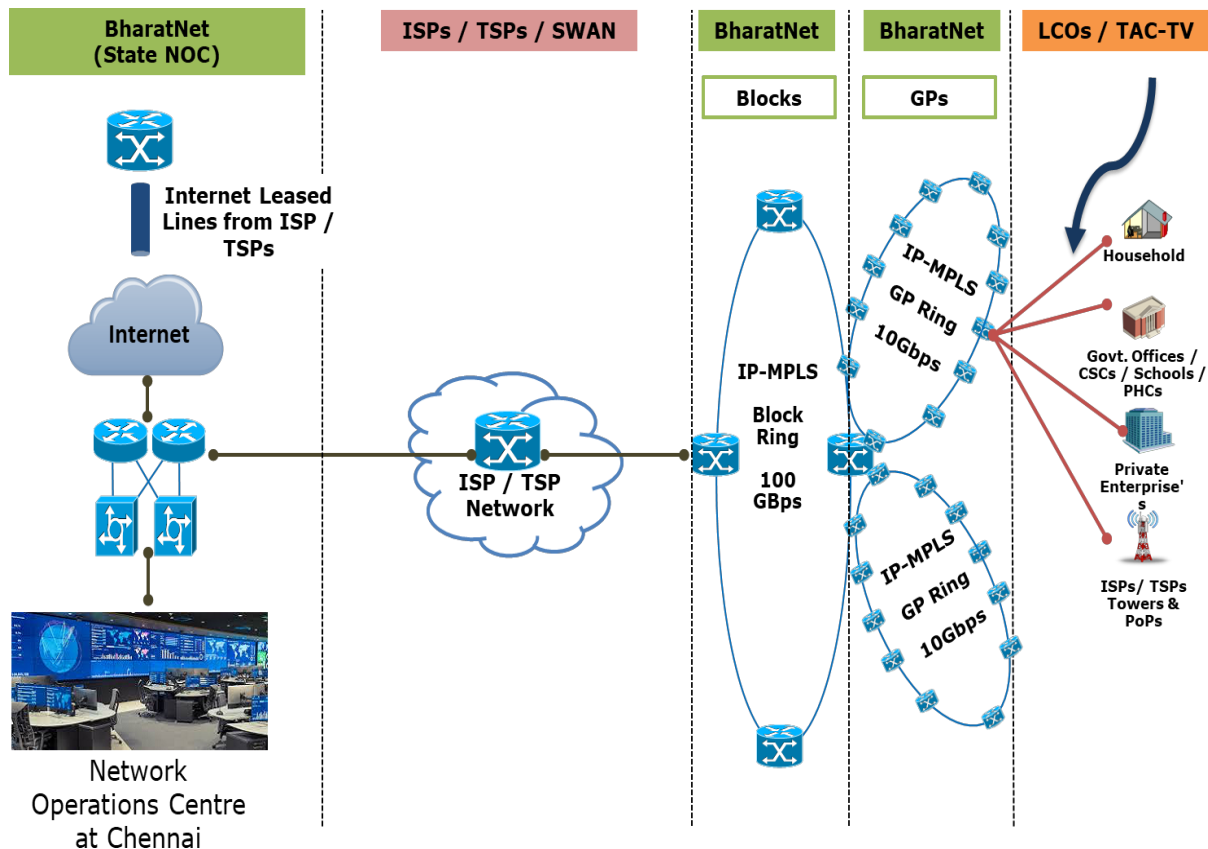 BharatNet
(State NOC)
ISPs / TSPs / SWAN
BharatNet
BharatNet
LCOs / TAC-TV
Blocks
GPs
Internet Leased
Lines from ISP /
TSPs
Internet
ISP / TSP
Network
IP-MPLS
Block
Ring
100
GBps
IP-MPLS
GP Ring
10Gbps
IP-MPLS
GP Ring
10Gbps
Household
Govt. Offices /
CSCs / Schools /
PHCs
Private
Enterprise'
s
ISPs/ TSPs
Towers &
PoPs
Network
Operations Centre
at Chennai